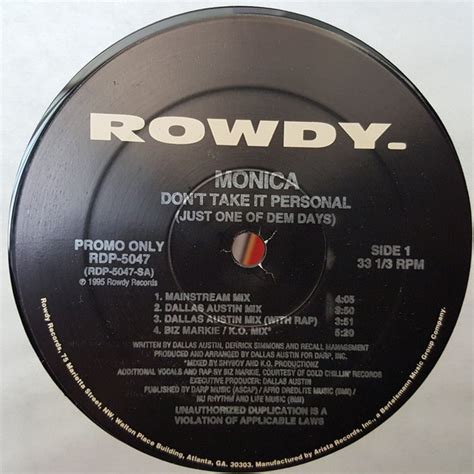 ROWDY.
MONICA
DON'T TAKE IT PERSONAL
(JUST ONE OF DEM DAYS)
PROMO ONLY
RDP-5047
(RDP-5047-SA)
℗ 1995 Rowdy Records
SIDE 1
33 1/3 RPM
1. MAINSTREAM MIX 4:05
2. DALLAS AUSTIN MIX 3:50
3. DALLAS AUSTIN MIX (WITH RAP) 3:51
4. BIZ MARKIE / K.O. MIX* 5:20
WRITTEN BY DALLAS AUSTIN, DERRICK SIMMONS AND RECALL MANAGEMENT
PRODUCED AND ARRANGED BY DALLAS AUSTIN FOR DARP, INC.
*MIXED BY SHYBOY AND K.O. PRODUCTIONZ
ADDITIONAL VOCALS AND RAP BY BIZ MARKIE. COURTESY OF COLD CHILLIN' RECORDS
EXECUTIVE PRODUCER: DALLAS AUSTIN
PUBLISHED BY DARP MUSIC (ASCAP) / AFRO DREDLITE MUSIC (BMI) /
NU RHYTHM AND LIFE MUSIC (BMI)
UNAUTHORIZED DUPLICATION IS A
VIOLATION OF APPLICABLE LAWS
Rowdy Records, 75 Marietta Street, NW, Walton Place Building, Atlanta, GA. 30303. Manufactured by Arista Records, Inc., a Bertelsmann Music Group Company.